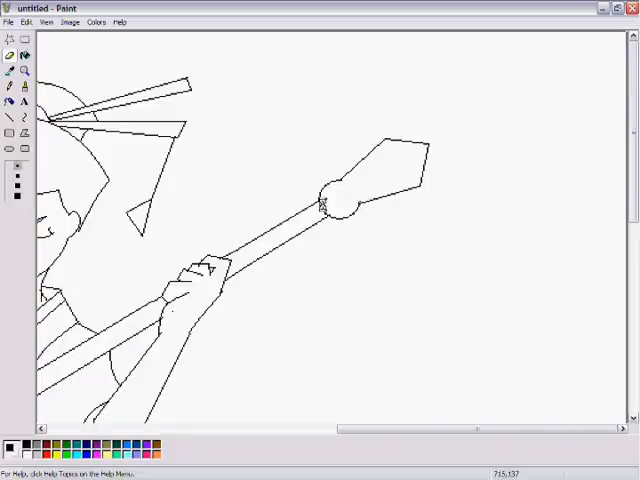 untitled - Paint
File Edit View Image Colors Help
A
For Help, click Help Topics on the Help Menu.
715,137